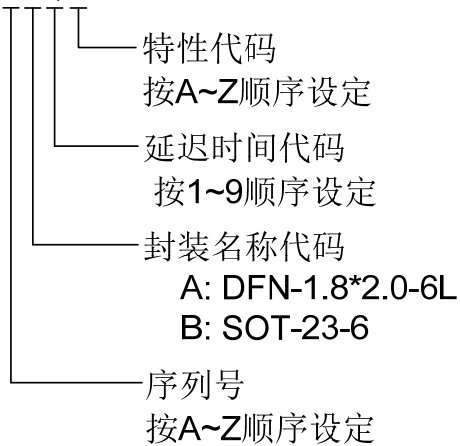 特性代码
按A~Z顺序设定
延迟时间代码
按1~9顺序设定
封装名称代码
A: DFN-1.8*2.0-6L
B: SOT-23-6
序列号
按A~Z顺序设定